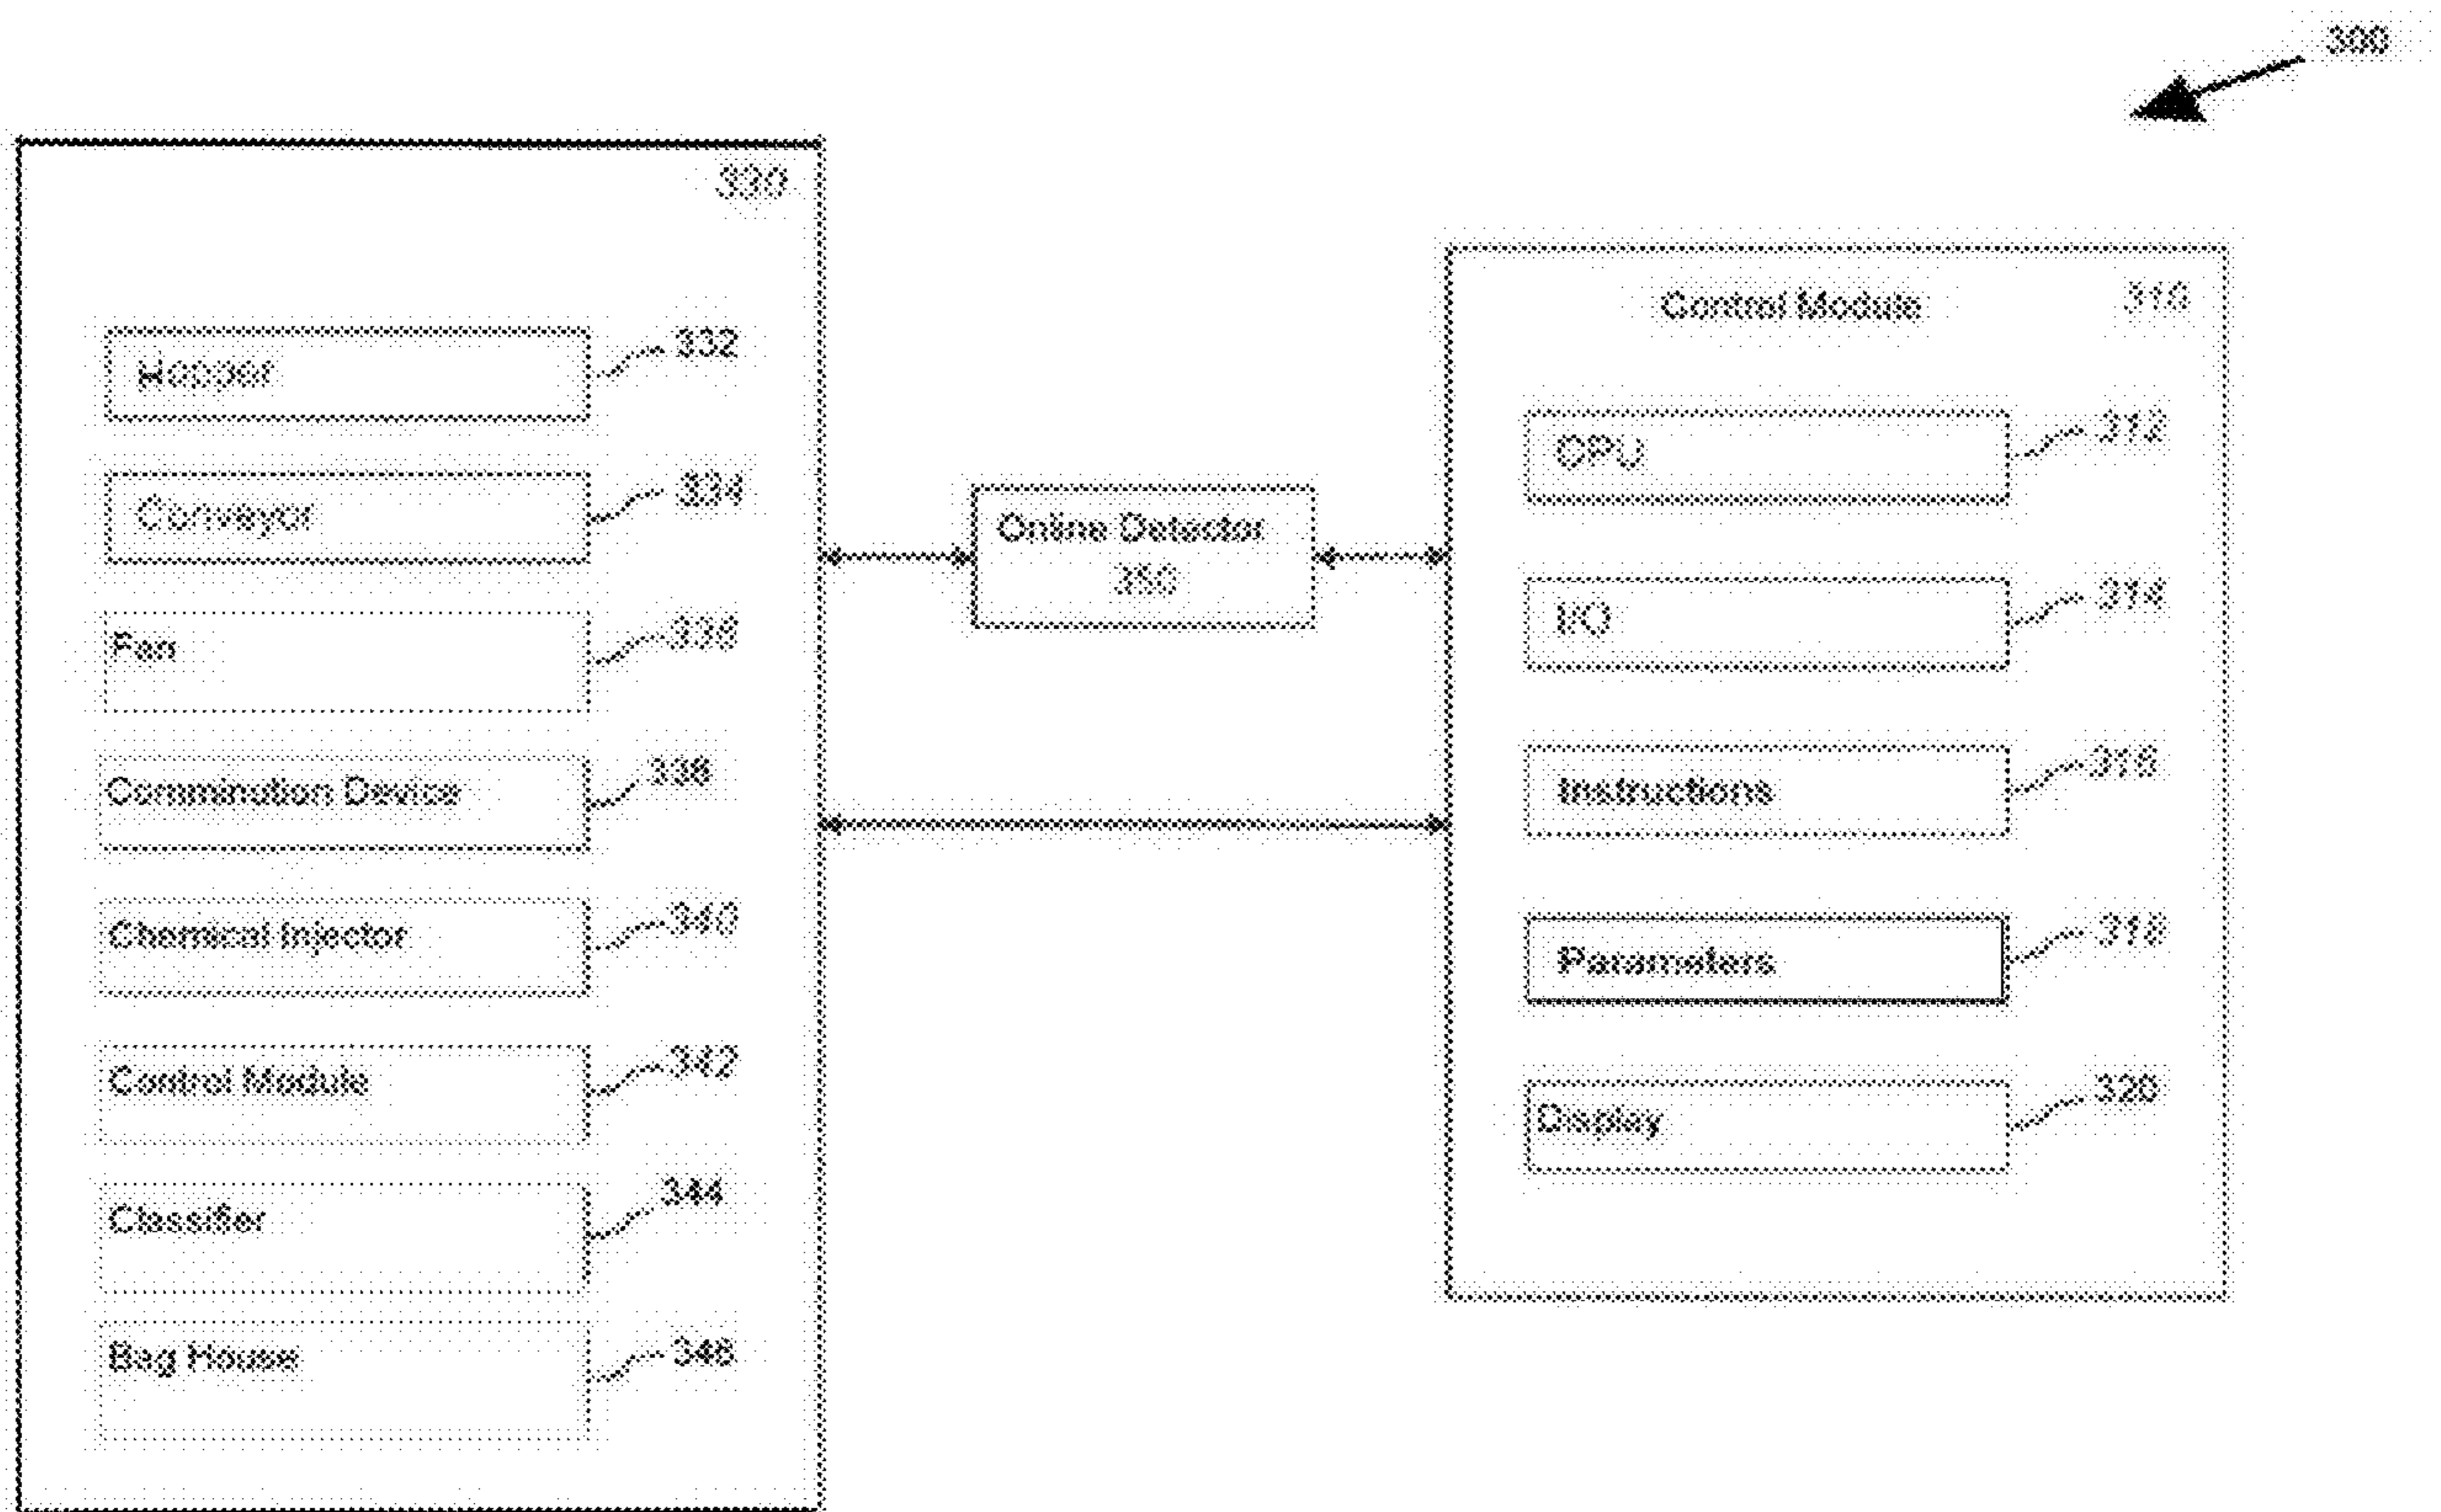 300
330
Hopper 332
Conveyor 334
Fan 336
Comminution Device 338
Chemical Injector 340
Control Module 342
Classifier 344
Bag House 346
Online Detector
350
Control Module 310
CPU 312
I/O 314
Instructions 316
Parameters 318
Display 320